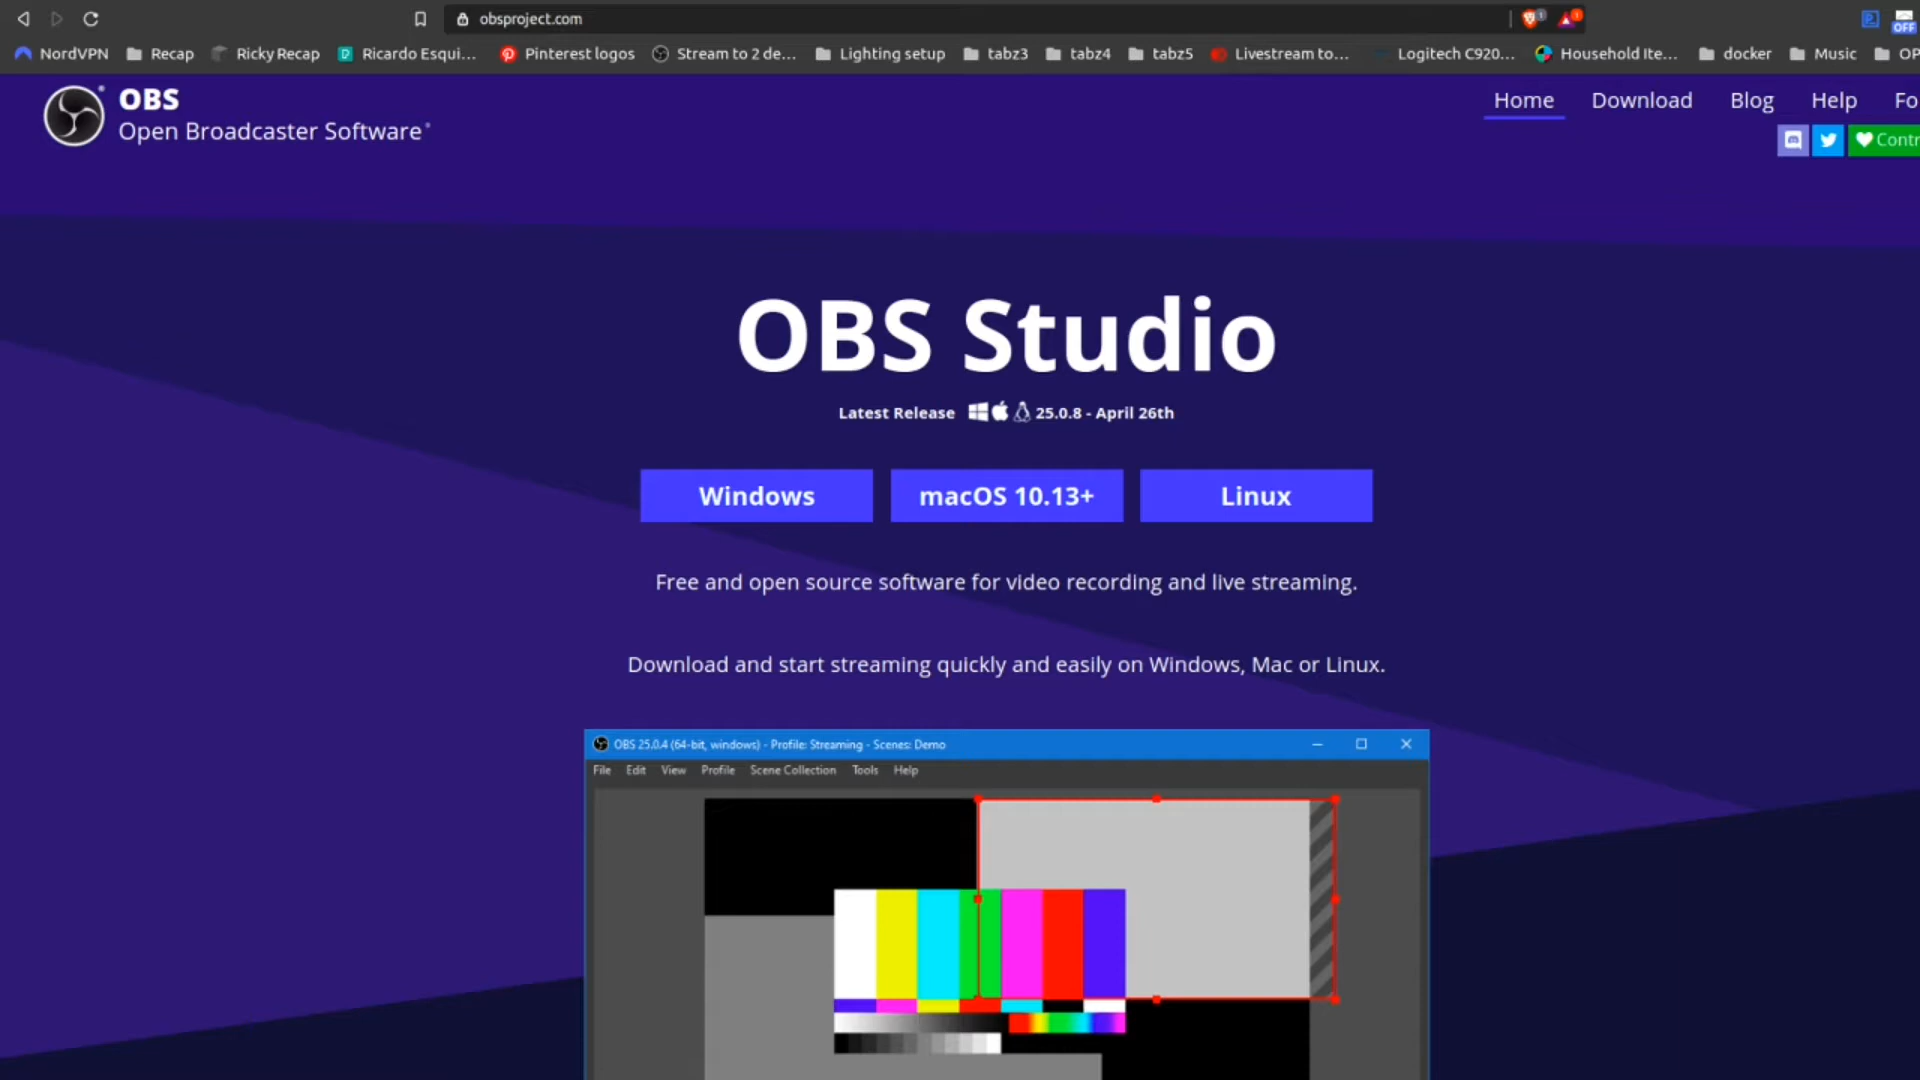 obsproject.com
NordVPN Recap Ricky Recap Ricardo Esqui... Pinterest logos Stream to 2 de... Lighting setup tabz3 tabz4 tabz5 Livestream to... Logitech C920... Household Ite... docker Music OP
OFF
OBS
Open Broadcaster Software
Home Download Blog Help Fo
Contr
OBS Studio
Latest Release 25.0.8 - April 26th
Windows macOS 10.13+ Linux
Free and open source software for video recording and live streaming.
Download and start streaming quickly and easily on Windows, Mac or Linux.
OBS 25.0.4 (64-bit, windows) - Profile: Streaming - Scenes: Demo
File Edit View Profile Scene Collection Tools Help